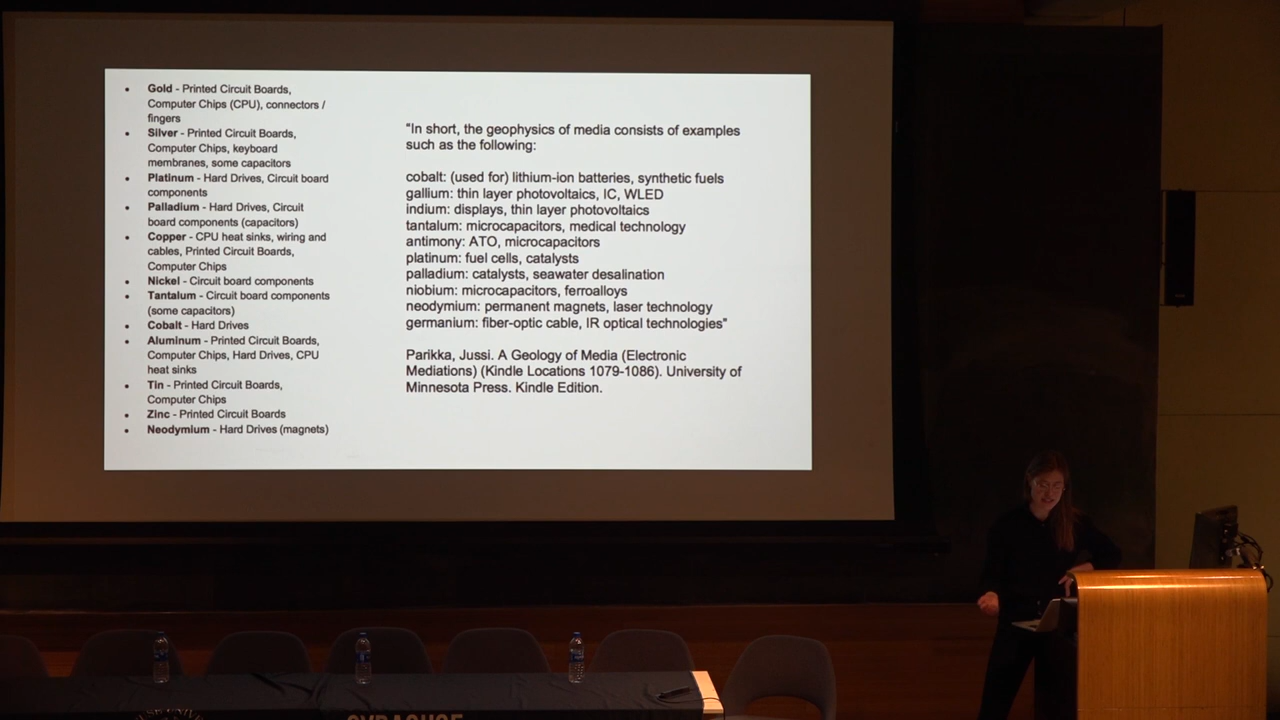 • Gold - Printed Circuit Boards,
Computer Chips (CPU), connectors /
fingers
• Silver - Printed Circuit Boards,
Computer Chips, keyboard
membranes, some capacitors
• Platinum - Hard Drives, Circuit board
components
• Palladium - Hard Drives, Circuit
board components (capacitors)
• Copper - CPU heat sinks, wiring and
cables, Printed Circuit Boards,
Computer Chips
• Nickel - Circuit board components
• Tantalum - Circuit board components
(some capacitors)
• Cobalt - Hard Drives
• Aluminum - Printed Circuit Boards,
Computer Chips, Hard Drives, CPU
heat sinks
• Tin - Printed Circuit Boards,
Computer Chips
• Zinc - Printed Circuit Boards
• Neodymium - Hard Drives (magnets)
"In short, the geophysics of media consists of examples
such as the following:
cobalt: (used for) lithium-ion batteries, synthetic fuels
gallium: thin layer photovoltaics, IC, WLED
indium: displays, thin layer photovoltaics
tantalum: microcapacitors, medical technology
antimony: ATO, microcapacitors
platinum: fuel cells, catalysts
palladium: catalysts, seawater desalination
niobium: microcapacitors, ferroalloys
neodymium: permanent magnets, laser technology
germanium: fiber-optic cable, IR optical technologies"
Parikka, Jussi. A Geology of Media (Electronic
Mediations) (Kindle Locations 1079-1086). University of
Minnesota Press. Kindle Edition.
SYRACUSE